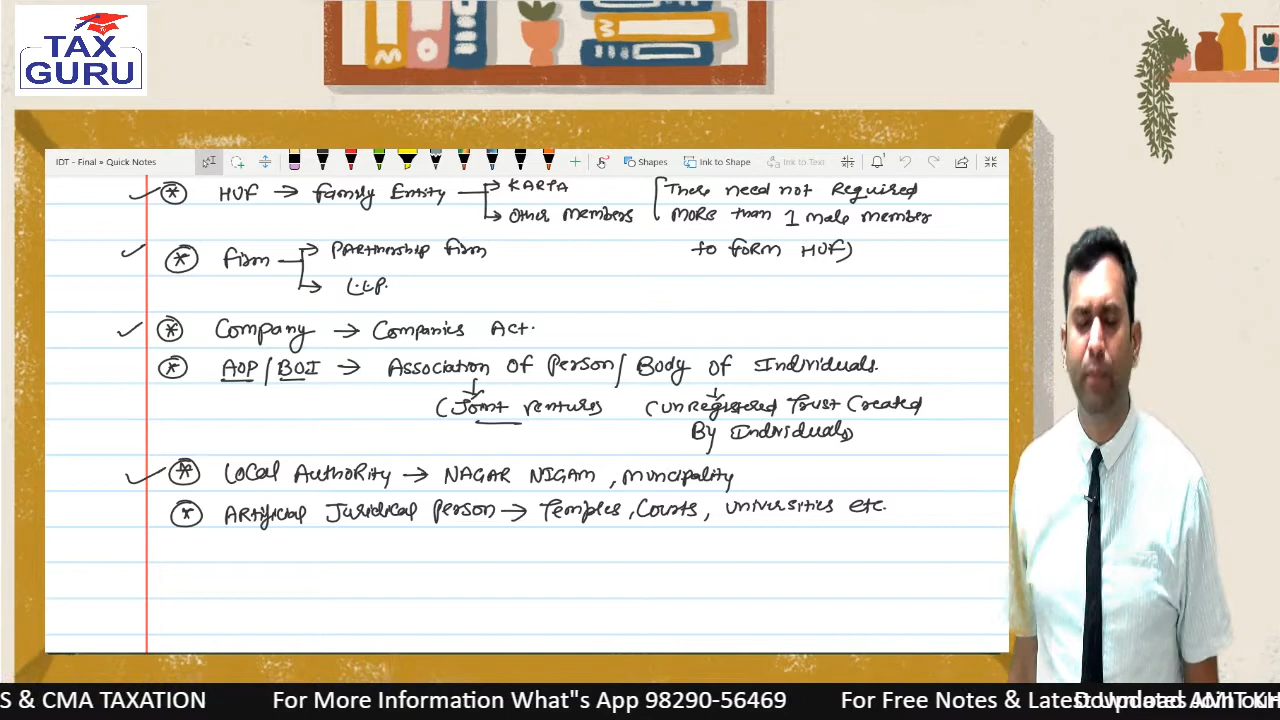 TAX
GURU
IDT - Final » Quick Notes
Shapes
Ink to Shape
Ink to Text
HUF → family Entity → KARTA
→ Other Members
(There need not Required
MORE than 1 male member
to form HUF)
firm → Partnership firm
→ LLP.
Company → Companies Act.
AOP / BOI → Association of Person / Body of Individuals.
(Joint ventures
(unregistered Trust Created
By Individuals)
Local Authority → NAGAR NIGAM, municipality
Artificial Juridical Person → Temples, Courts, universities etc.
S & CMA TAXATION For More Information What"s App 98290-56469 For Free Notes & Latest